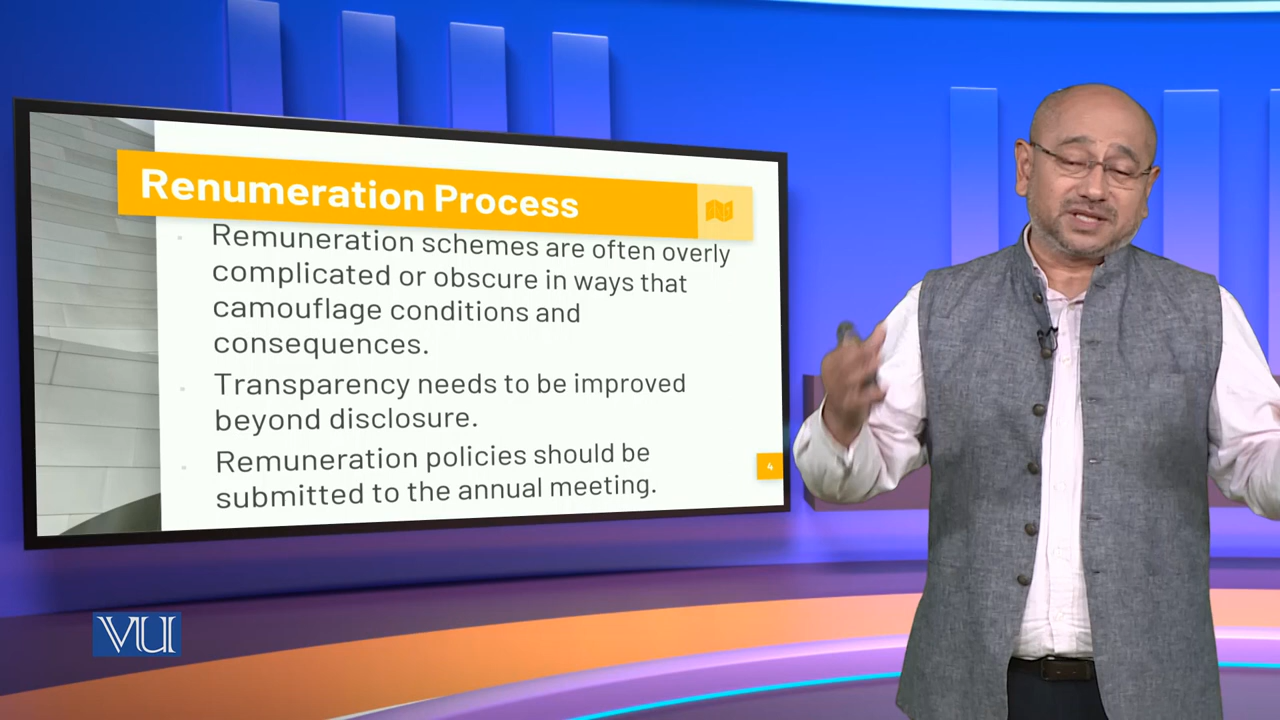 Renumeration Process
Remuneration schemes are often overly
complicated or obscure in ways that
camouflage conditions and
consequences.
Transparency needs to be improved
beyond disclosure.
Remuneration policies should be
submitted to the annual meeting.
4
VU